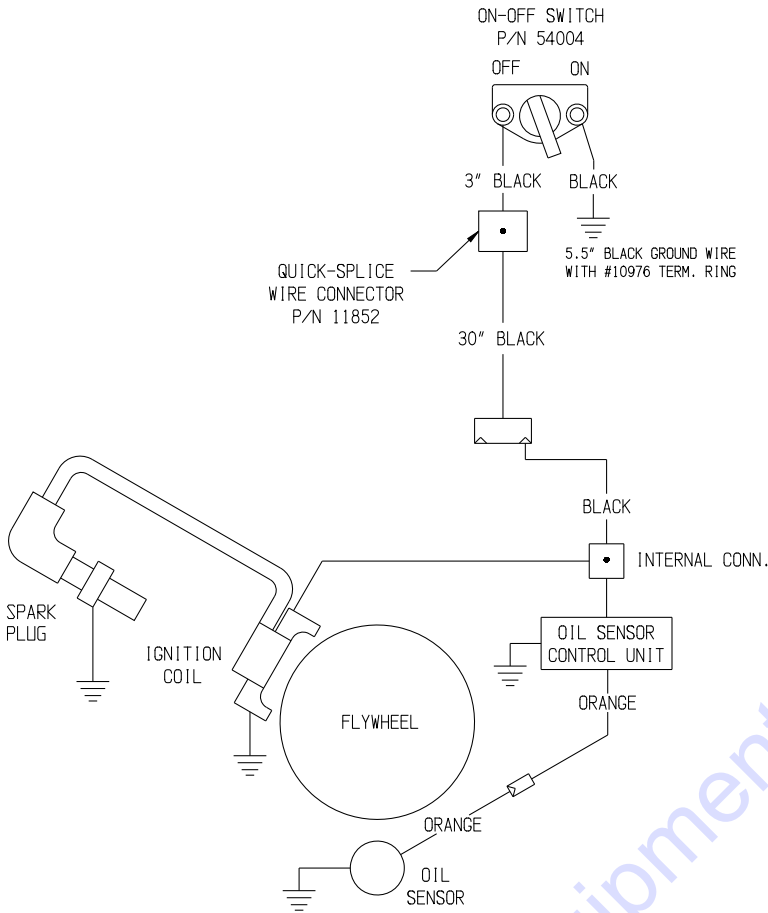 ON-OFF SWITCH
P/N 54004
OFF
ON
3" BLACK
BLACK
5.5" BLACK GROUND WIRE
WITH #10976 TERM. RING
QUICK-SPLICE
WIRE CONNECTOR
P/N 11852
30" BLACK
BLACK
INTERNAL CONN.
SPARK
PLUG
IGNITION
COIL
OIL SENSOR
CONTROL UNIT
ORANGE
FLYWHEEL
ORANGE
OIL
SENSOR